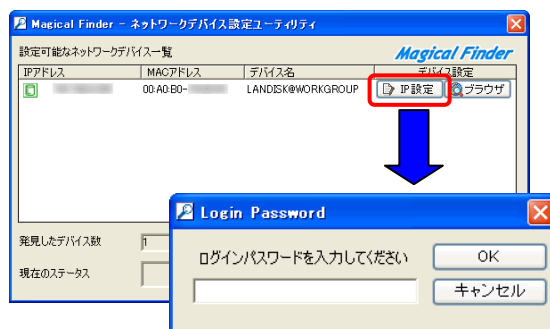 Magical Finder - ネットワークデバイス設定ユーティリティ
設定可能なネットワークデバイス一覧
Magical Finder
IPアドレス MACアドレス デバイス名 デバイス設定
00:A0:B0- LANDISK@WORKGROUP IP設定 ブラウザ
発見したデバイス数 1
現在のステータス
Login Password
ログインパスワードを入力してください
OK
キャンセル